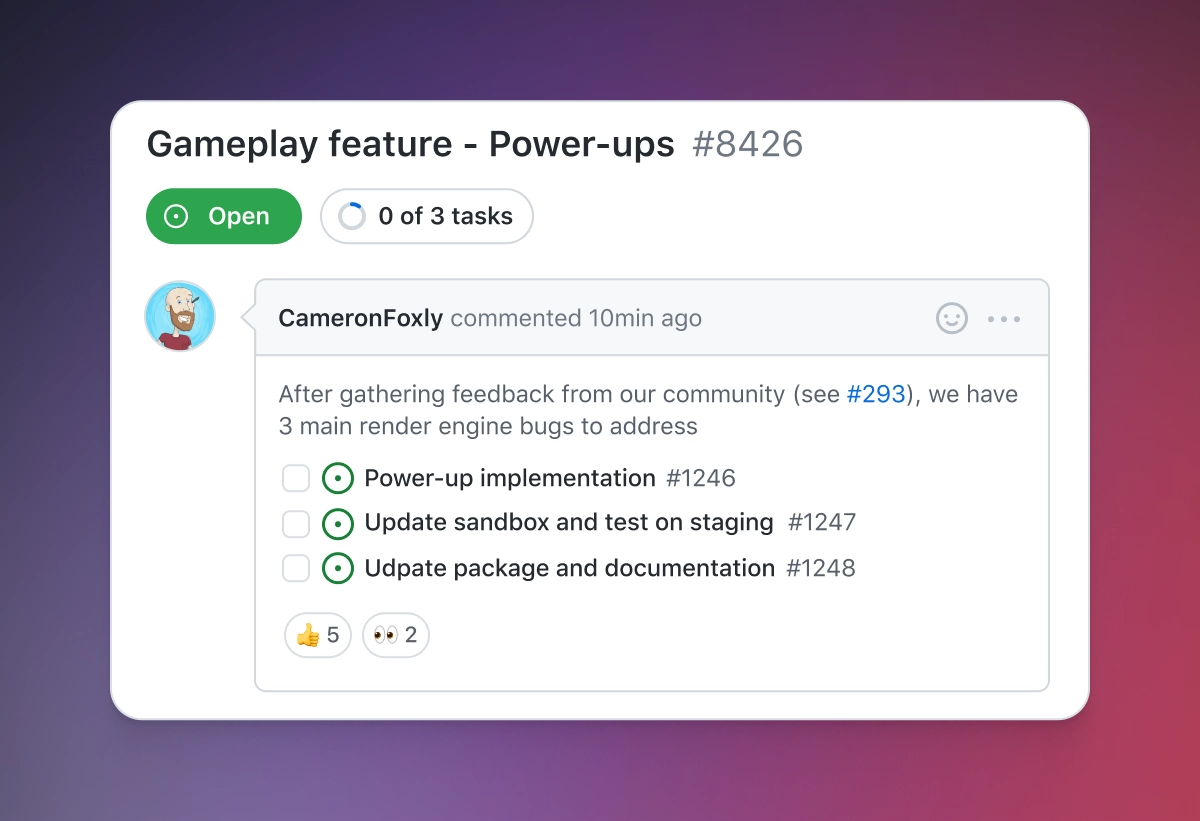 Gameplay feature - Power-ups #8426
Open 0 of 3 tasks
CameronFoxly commented 10min ago
After gathering feedback from our community (see #293), we have
3 main render engine bugs to address
Power-up implementation #1246
Update sandbox and test on staging #1247
Udpate package and documentation #1248
👍 5 👀 2